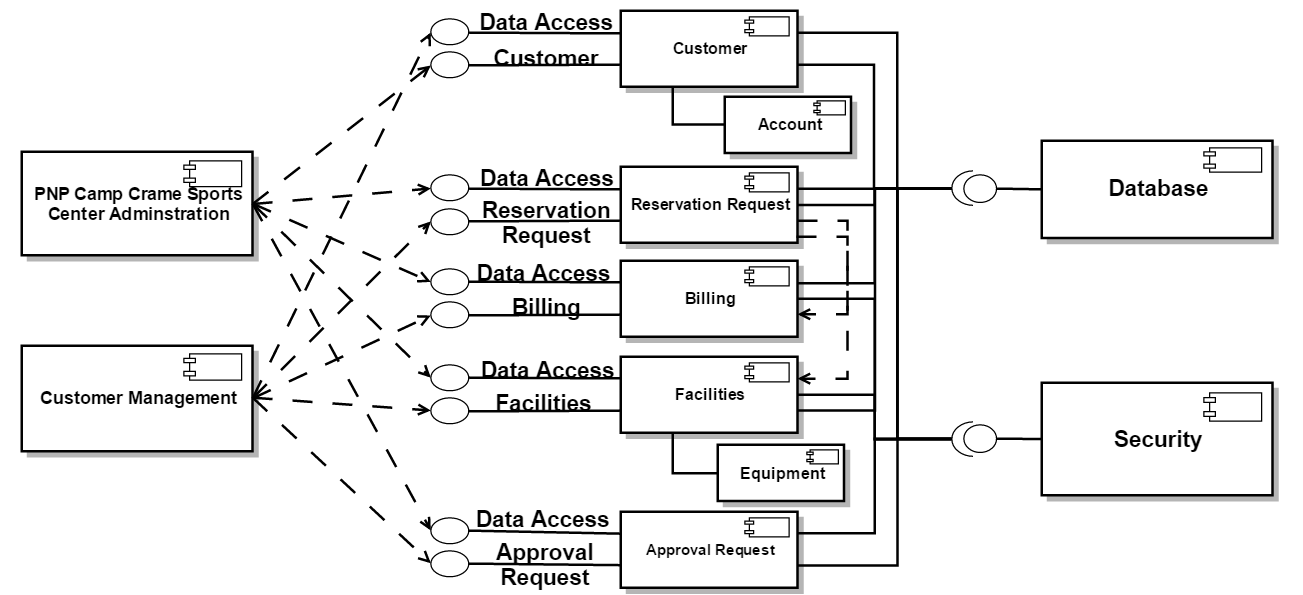 Data Access
Customer
Customer
Account
PNP Camp Crame Sports
Center Adminstration
Data Access
Reservation
Request
Reservation Request
Database
Data Access
Billing
Billing
Customer Management
Data Access
Facilities
Facilities
Equipment
Security
Data Access
Approval
Request
Approval Request